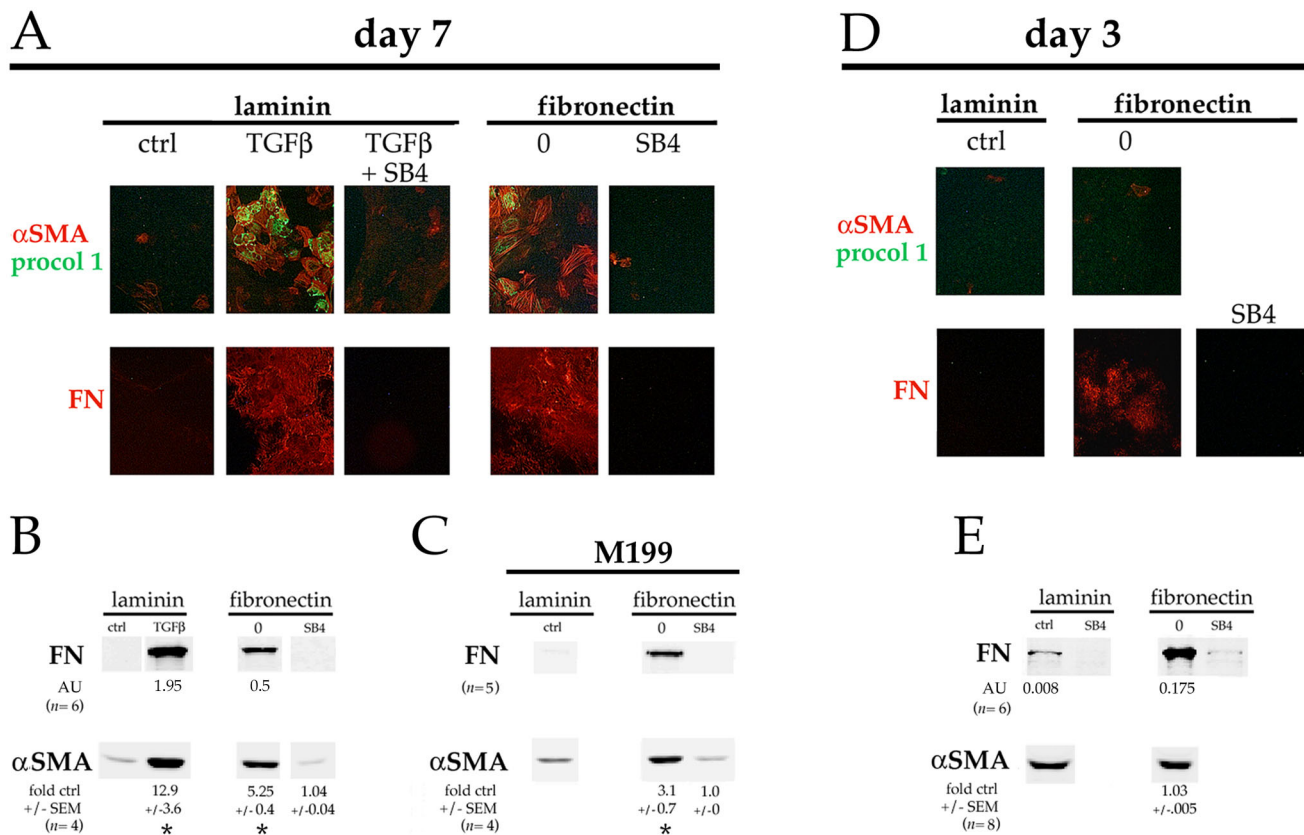 A
day 7
laminin
fibronectin
ctrl
TGFβ
TGFβ
+ SB4
0
SB4
αSMA
procol 1
FN
D
day 3
laminin
fibronectin
ctrl
0
αSMA
procol 1
SB4
FN
B
laminin
fibronectin
ctrl TGFβ 0 SB4
FN
AU 1.95 0.5
(n=6)
αSMA
fold ctrl 12.9 5.25 1.04
+/- SEM +/-3.6 +/-0.4 +/-0.04
(n=4) * *
C
M199
laminin
fibronectin
ctrl 0 SB4
FN
(n=5)
αSMA
fold ctrl 3.1 1.0
+/- SEM +/-0.7 +/-0
(n=4) *
E
laminin
fibronectin
ctrl SB4 0 SB4
FN
AU 0.008 0.175
(n=6)
αSMA
fold ctrl 1.03
+/- SEM +/-.005
(n=8)